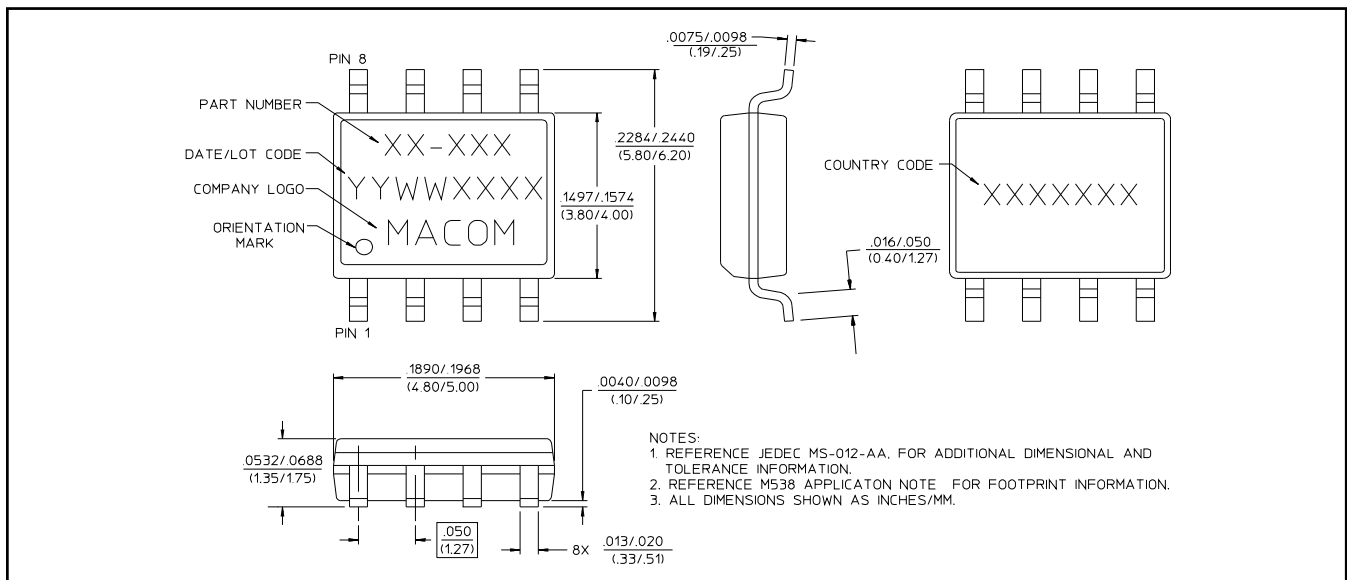 PIN 8
PART NUMBER
XX-XXX
DATE/LOT CODE
YYWWXXXX
COMPANY LOGO
MACOM
ORIENTATION
MARK
PIN 1
.2284/.2440
(5.80/6.20)
.1497/.1574
(3.80/4.00)
.0075/.0098
(.19/.25)
.016/.050
(0.40/1.27)
COUNTRY CODE
XXXXXXX
.1890/.1968
(4.80/5.00)
.0040/.0098
(.10/.25)
.0532/.0688
(1.35/1.75)
.050
(1.27)
8X .013/.020
(.33/.51)
NOTES:
1. REFERENCE JEDEC MS-012-AA, FOR ADDITIONAL DIMENSIONAL AND
TOLERANCE INFORMATION.
2. REFERENCE M538 APPLICATON NOTE FOR FOOTPRINT INFORMATION.
3. ALL DIMENSIONS SHOWN AS INCHES/MM.